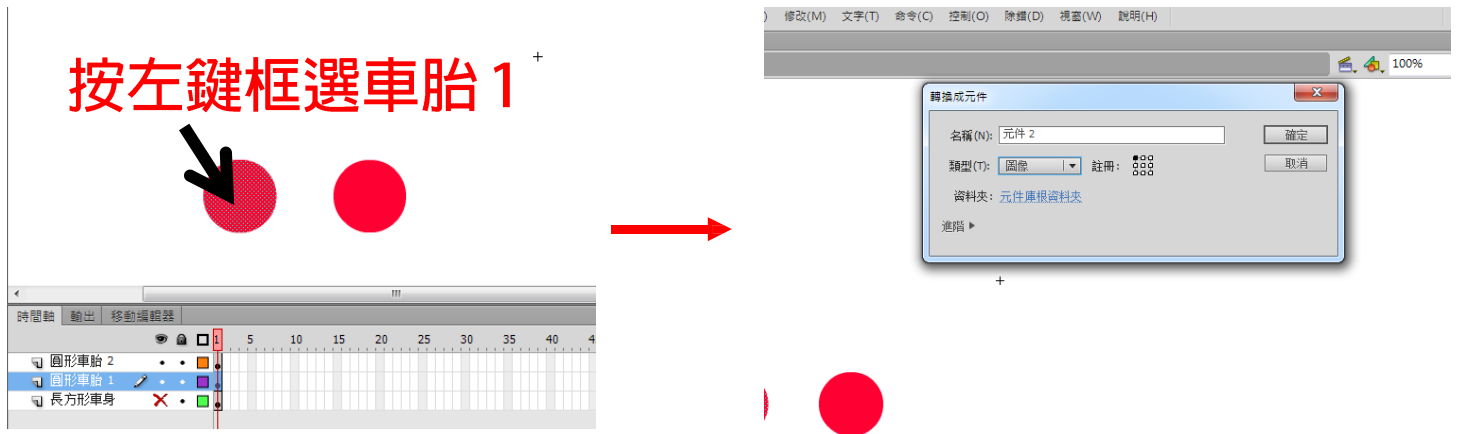 按左鍵框選車胎1
時間軸 輸出 移動編輯器
1 5 10 15 20 25 30 35 40 4
圓形車胎 2
圓形車胎 1
長方形車身
) 修改(M) 文字(T) 命令(C) 控制(O) 除錯(D) 視窗(W) 說明(H)
100%
轉換成元件
名稱(N): 元件 2 確定
類型(T): 圖像 註冊: 取消
資料夾: 元件庫根資料夾
進階